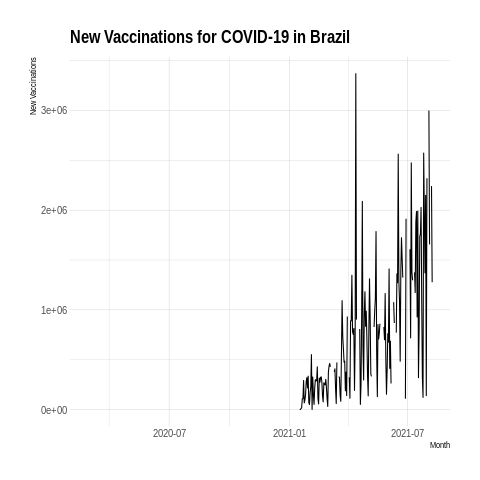 New Vaccinations for COVID-19 in Brazil
New Vaccinations
3e+06
2e+06
1e+06
0e+00
2020-07 2021-01 2021-07
Month